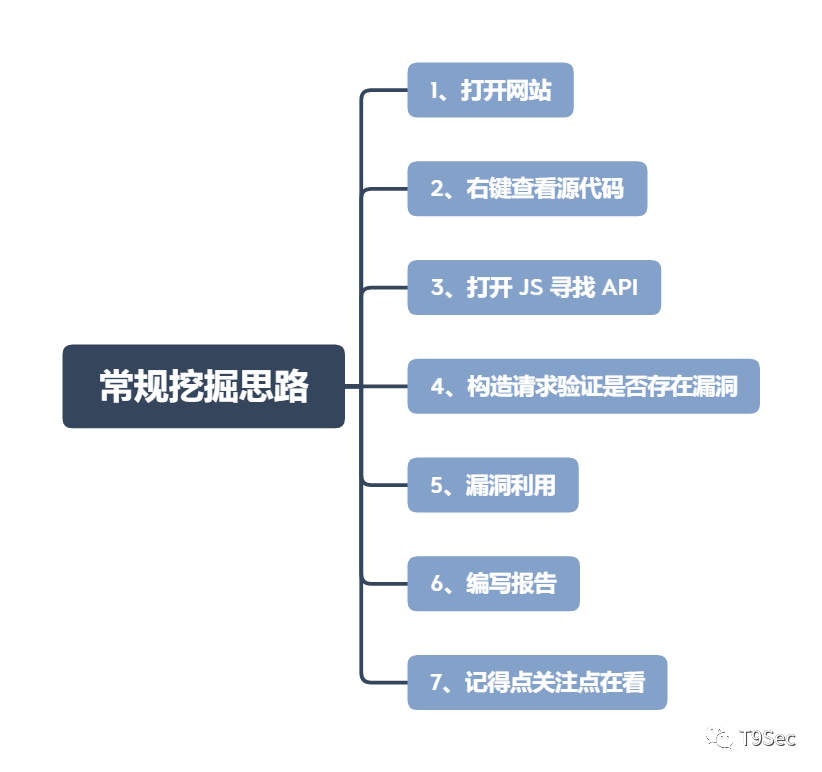 常规挖掘思路
1、打开网站
2、右键查看源代码
3、打开 JS 寻找 API
4、构造请求验证是否存在漏洞
5、漏洞利用
6、编写报告
7、记得点关注点在看
T9Sec